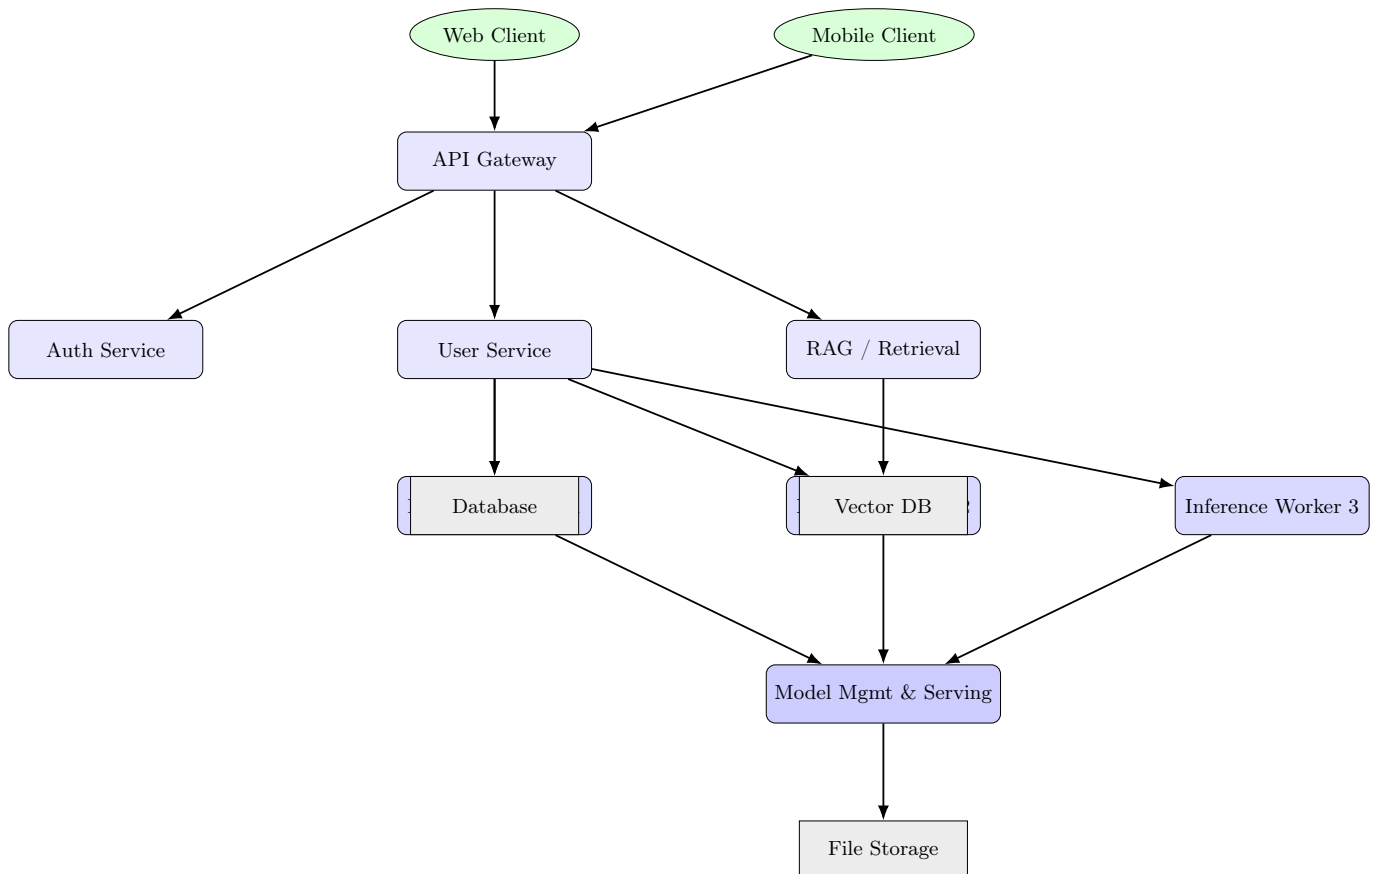 Web Client
Mobile Client
API Gateway
Auth Service
User Service
RAG / Retrieval
Database
Vector DB
Inference Worker 3
Model Mgmt & Serving
File Storage